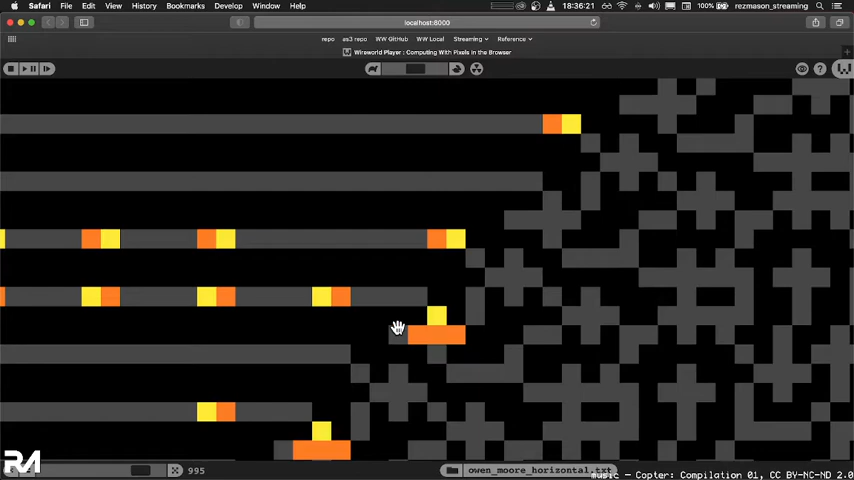 Safari File Edit View History Bookmarks Develop Window Help 100% 18:36:21 rezmason_streaming
localhost:8000
repo as3 repo WW GitHub WW Local Streaming Reference
Wireworld Player : Computing With Pixels in the Browser
995 owen_moore_horizontal.txt
music - Copter: Compilation 01, CC BY-NC-ND 2.0